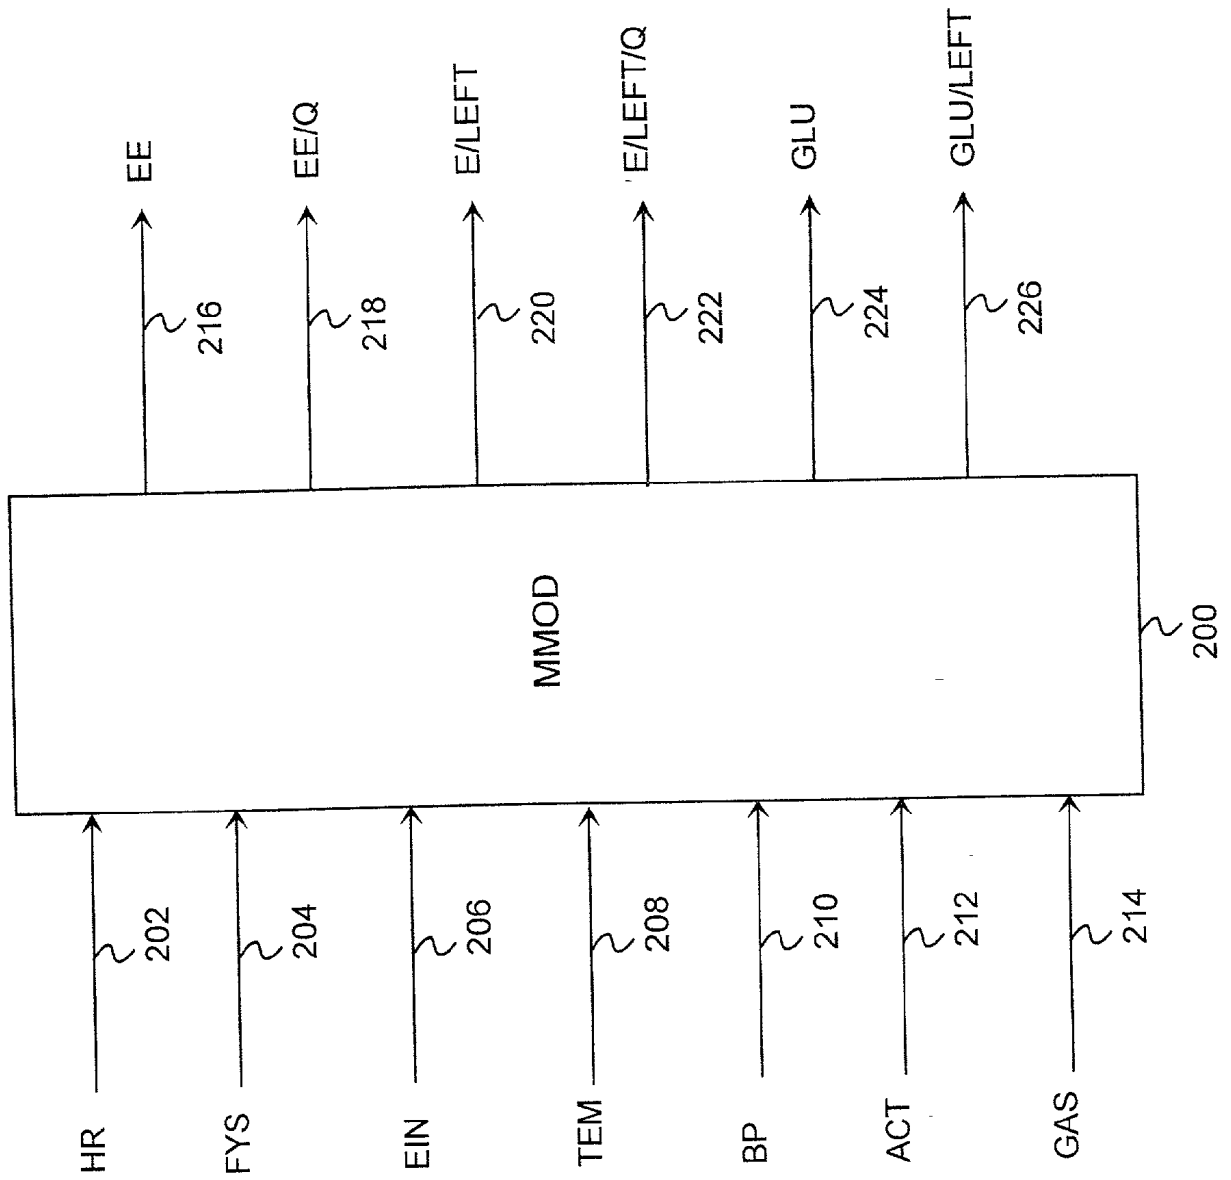 HR
202
FYS
204
EIN
206
TEM
208
BP
210
ACT
212
GAS
214
MMOD
200
EE
216
EE/Q
218
E/LEFT
220
E/LEFT/Q
222
GLU
224
GLU/LEFT
226